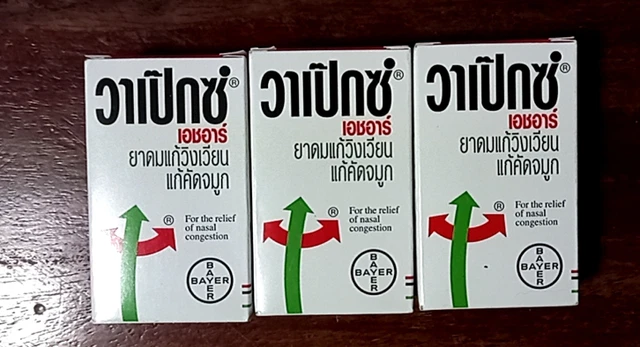 วาเป๊กซ์®
เอชอาร์
ยาดมแก้วิงเวียน
แก้คัดจมูก
®
For the relief
of nasal
congestion
BAYER
BAYER
วาเป๊กซ์®
เอชอาร์
ยาดมแก้วิงเวียน
แก้คัดจมูก
®
For the relief
of nasal
congestion
BAYER
BAYER
วาเป๊กซ์®
เอชอาร์
ยาดมแก้วิงเวียน
แก้คัดจมูก
®
For the relief
of nasal
congestion
BAYER
BAYER